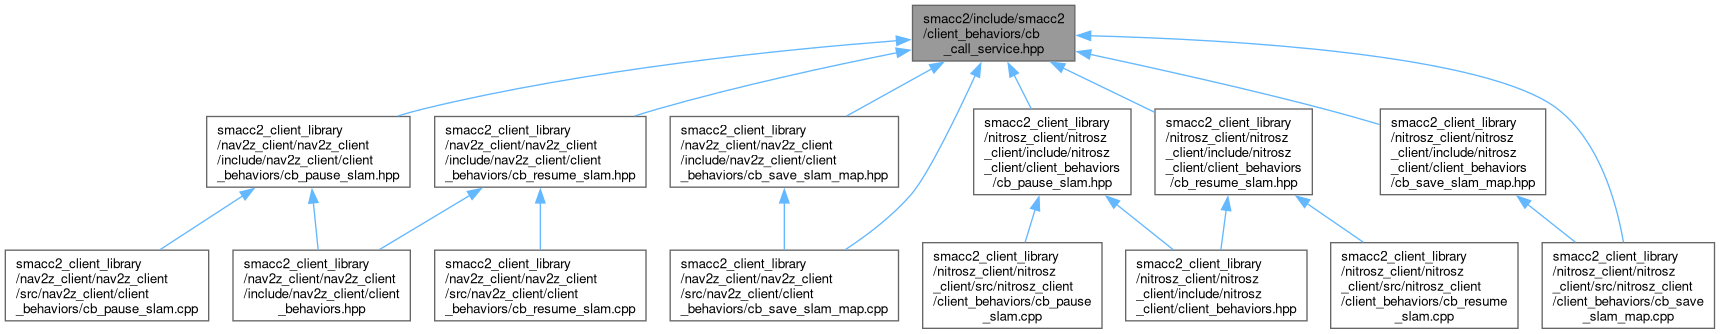 smacc2/include/smacc2
/client_behaviors/cb
_call_service.hpp
smacc2_client_library
/nav2z_client/nav2z_client
/include/nav2z_client/client
_behaviors/cb_pause_slam.hpp
smacc2_client_library
/nav2z_client/nav2z_client
/include/nav2z_client/client
_behaviors/cb_resume_slam.hpp
smacc2_client_library
/nav2z_client/nav2z_client
/include/nav2z_client/client
_behaviors/cb_save_slam_map.hpp
smacc2_client_library
/nitrosz_client/nitrosz
_client/include/nitrosz
_client/client_behaviors
/cb_pause_slam.hpp
smacc2_client_library
/nitrosz_client/nitrosz
_client/include/nitrosz
_client/client_behaviors
/cb_resume_slam.hpp
smacc2_client_library
/nitrosz_client/nitrosz
_client/include/nitrosz
_client/client_behaviors
/cb_save_slam_map.hpp
smacc2_client_library
/nav2z_client/nav2z_client
/src/nav2z_client/client
_behaviors/cb_pause_slam.cpp
smacc2_client_library
/nav2z_client/nav2z_client
/include/nav2z_client/client
_behaviors.hpp
smacc2_client_library
/nav2z_client/nav2z_client
/src/nav2z_client/client
_behaviors/cb_resume_slam.cpp
smacc2_client_library
/nav2z_client/nav2z_client
/src/nav2z_client/client
_behaviors/cb_save_slam_map.cpp
smacc2_client_library
/nitrosz_client/nitrosz
_client/src/nitrosz_client
/client_behaviors/cb_pause
_slam.cpp
smacc2_client_library
/nitrosz_client/nitrosz
_client/include/nitrosz
_client/client_behaviors.hpp
smacc2_client_library
/nitrosz_client/nitrosz
_client/src/nitrosz_client
/client_behaviors/cb_resume
_slam.cpp
smacc2_client_library
/nitrosz_client/nitrosz
_client/src/nitrosz_client
/client_behaviors/cb_save
_slam_map.cpp